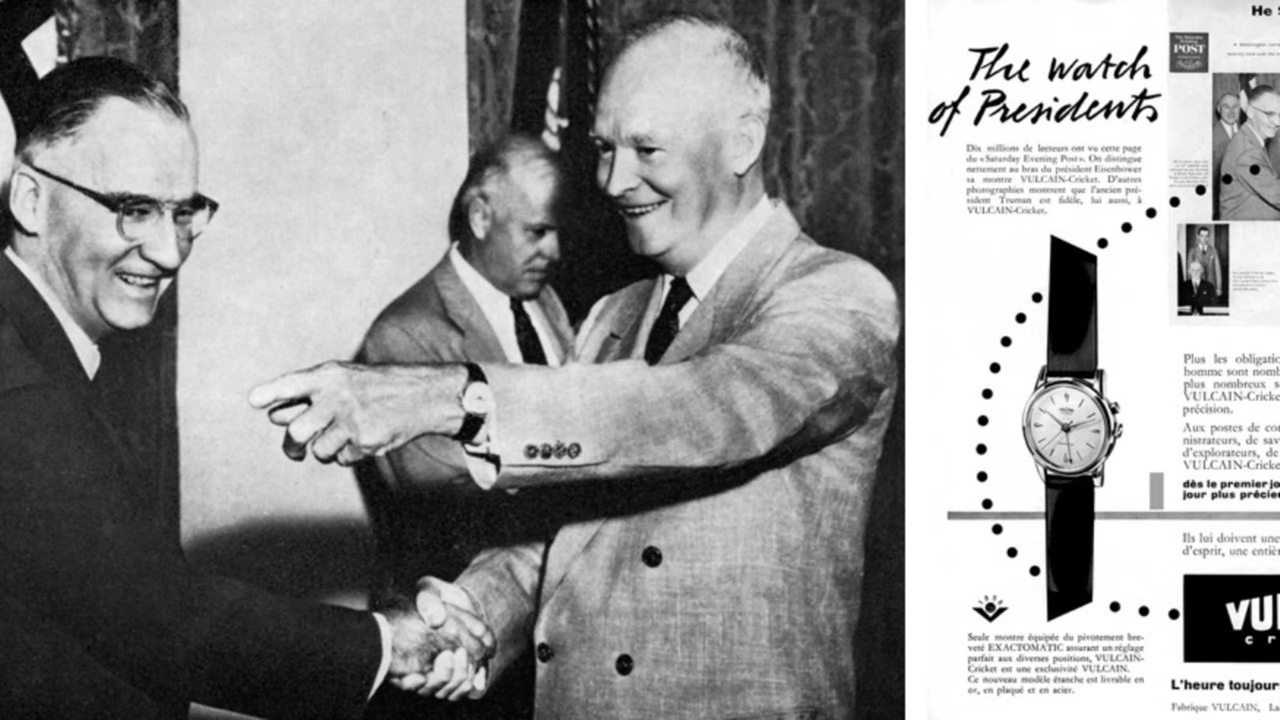 The watch
of Presidents
Dix millions de lecteurs ont vu cette page
du «Saturday Evening Post». On distingue
nettement au bras du président Eisenhower
sa montre VULCAIN-Cricket. D'autres
photographies montrent que l'ancien pré-
sident Truman est fidèle, lui aussi, à
VULCAIN-Cricket.
Seule montre équipée du pivotement bre-
veté EXACTOMATIC assurant un réglage
parfait aux diverses positions, VULCAIN-
Cricket est une exclusivité VULCAIN.
Ce nouveau modèle étanche est livrable en
or, en plaqué et en acier.
He
POST
Plus les obligatio
homme sont nomb
plus nombreux s
VULCAIN-Cricke
précision.
Aux postes de co
nistrateurs, de sav
d'explorateurs, de
VULCAIN-Cricke
dès le premier jo
jour plus précie
Ils lui doivent une
d'esprit, une entiè
VUL
cr
L'heure toujour
Fabrique VULCAIN, La